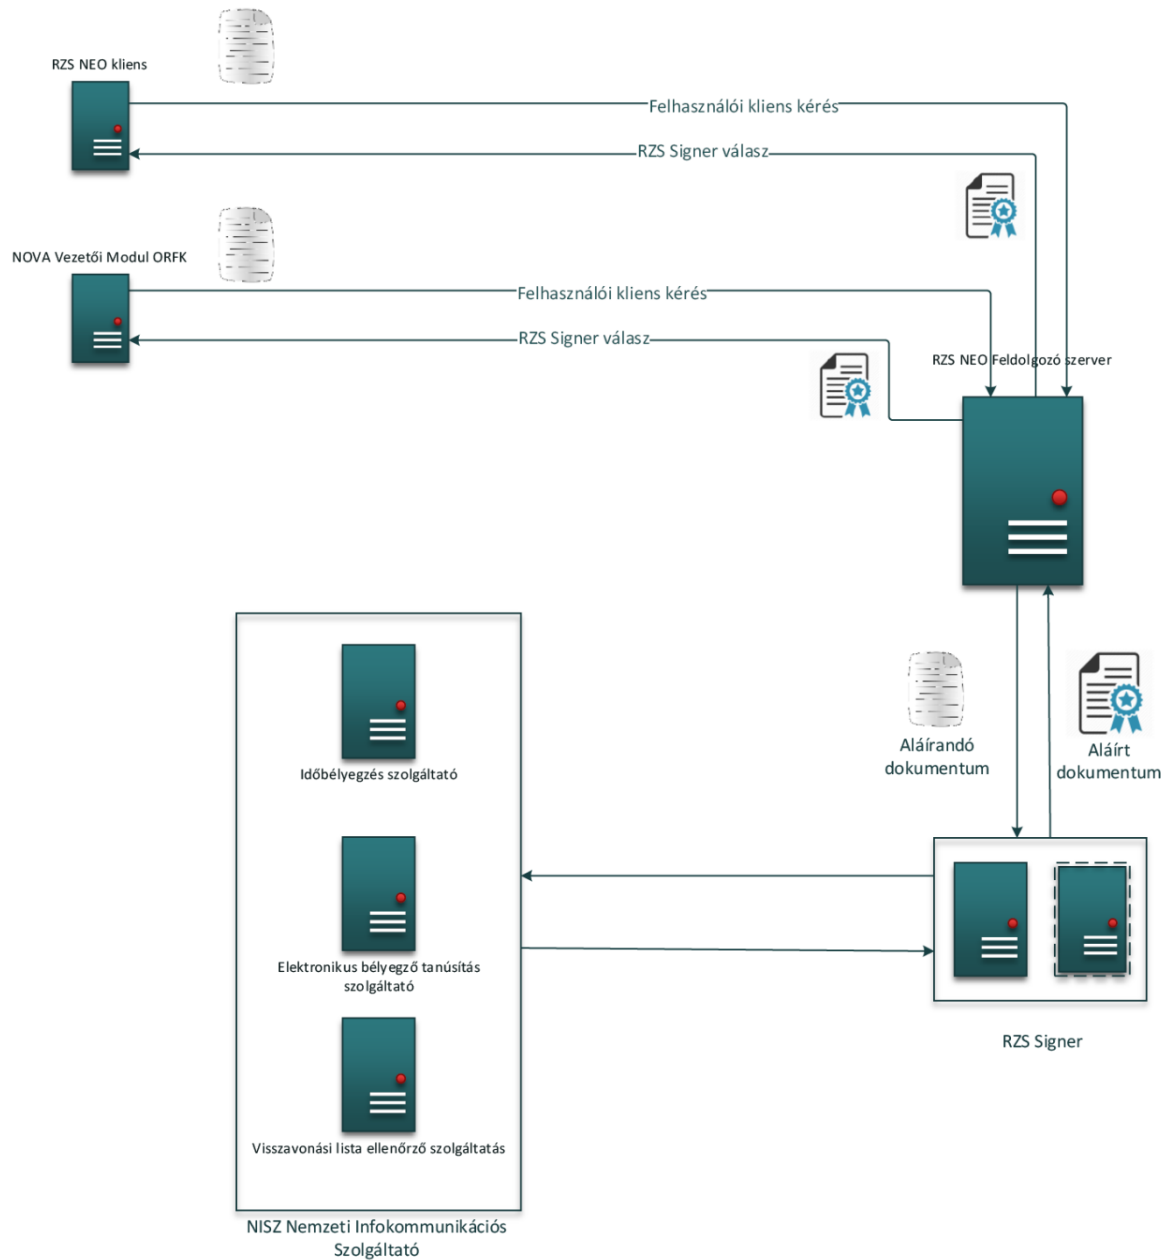 RZS NEO kliens
Felhasználói kliens kérés
RZS Signer válasz
NOVA Vezetői Modul ORFK
Felhasználói kliens kérés
RZS Signer válasz
RZS NEO Feldolgozó szerver
Aláírandó
dokumentum
Aláírt
dokumentum
Időbélyegzés szolgáltató
Elektronikus bélyegző tanúsítás
szolgáltató
Visszavonási lista ellenőrző szolgáltatás
RZS Signer
NISZ Nemzeti Infokommunikációs
Szolgáltató